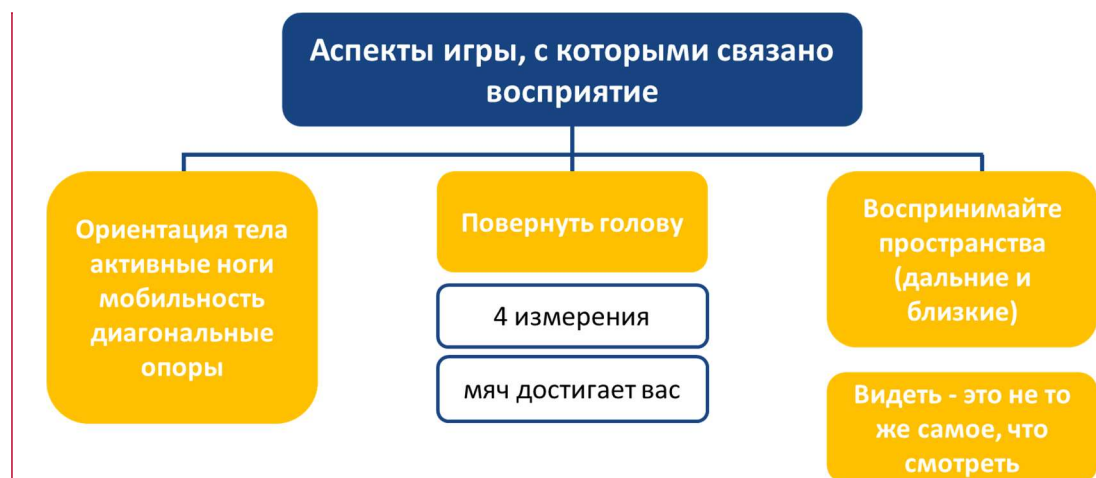 Аспекты игры, с которыми связано
восприятие
Ориентация тела
активные ноги
мобильность
диагональные
опоры
Повернуть голову
4 измерения
мяч достигает вас
Воспринимайте
пространства
(дальние и
близкие)
Видеть - это не то
же самое, что
смотреть